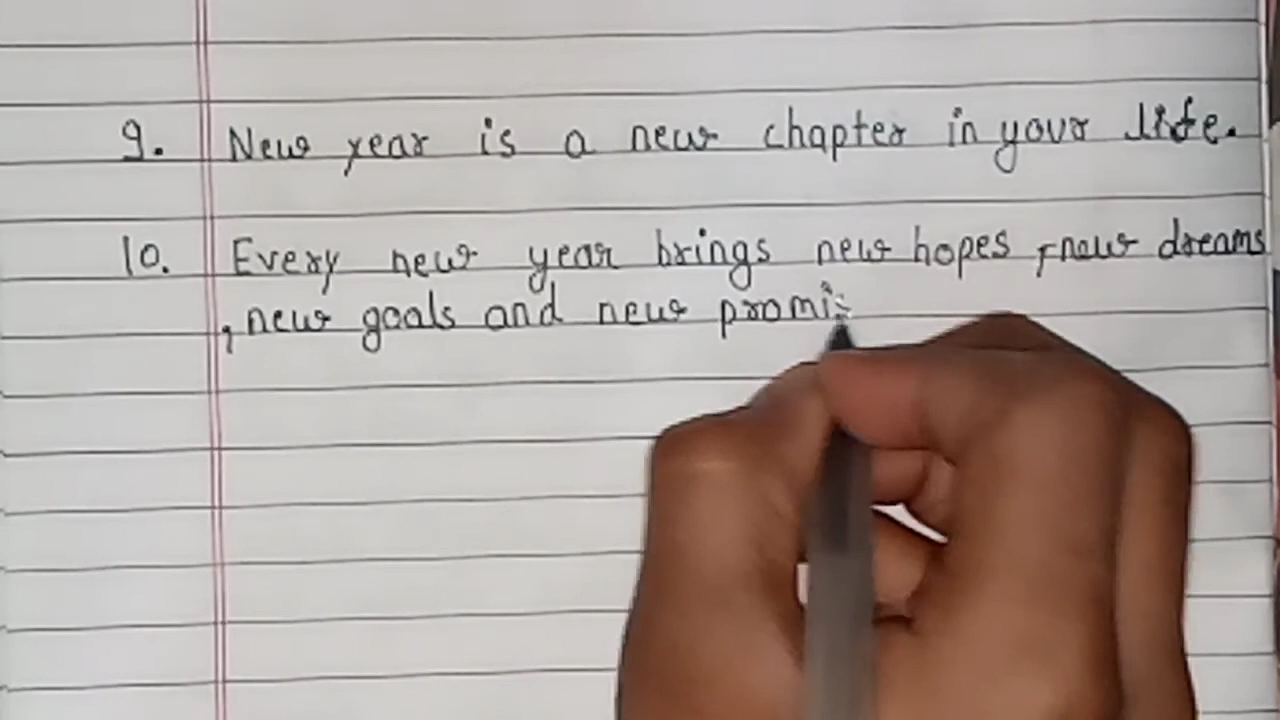 9. New year is a new chapter in your life.
10. Every new year brings new hopes , new dreams
, new goals and new promi